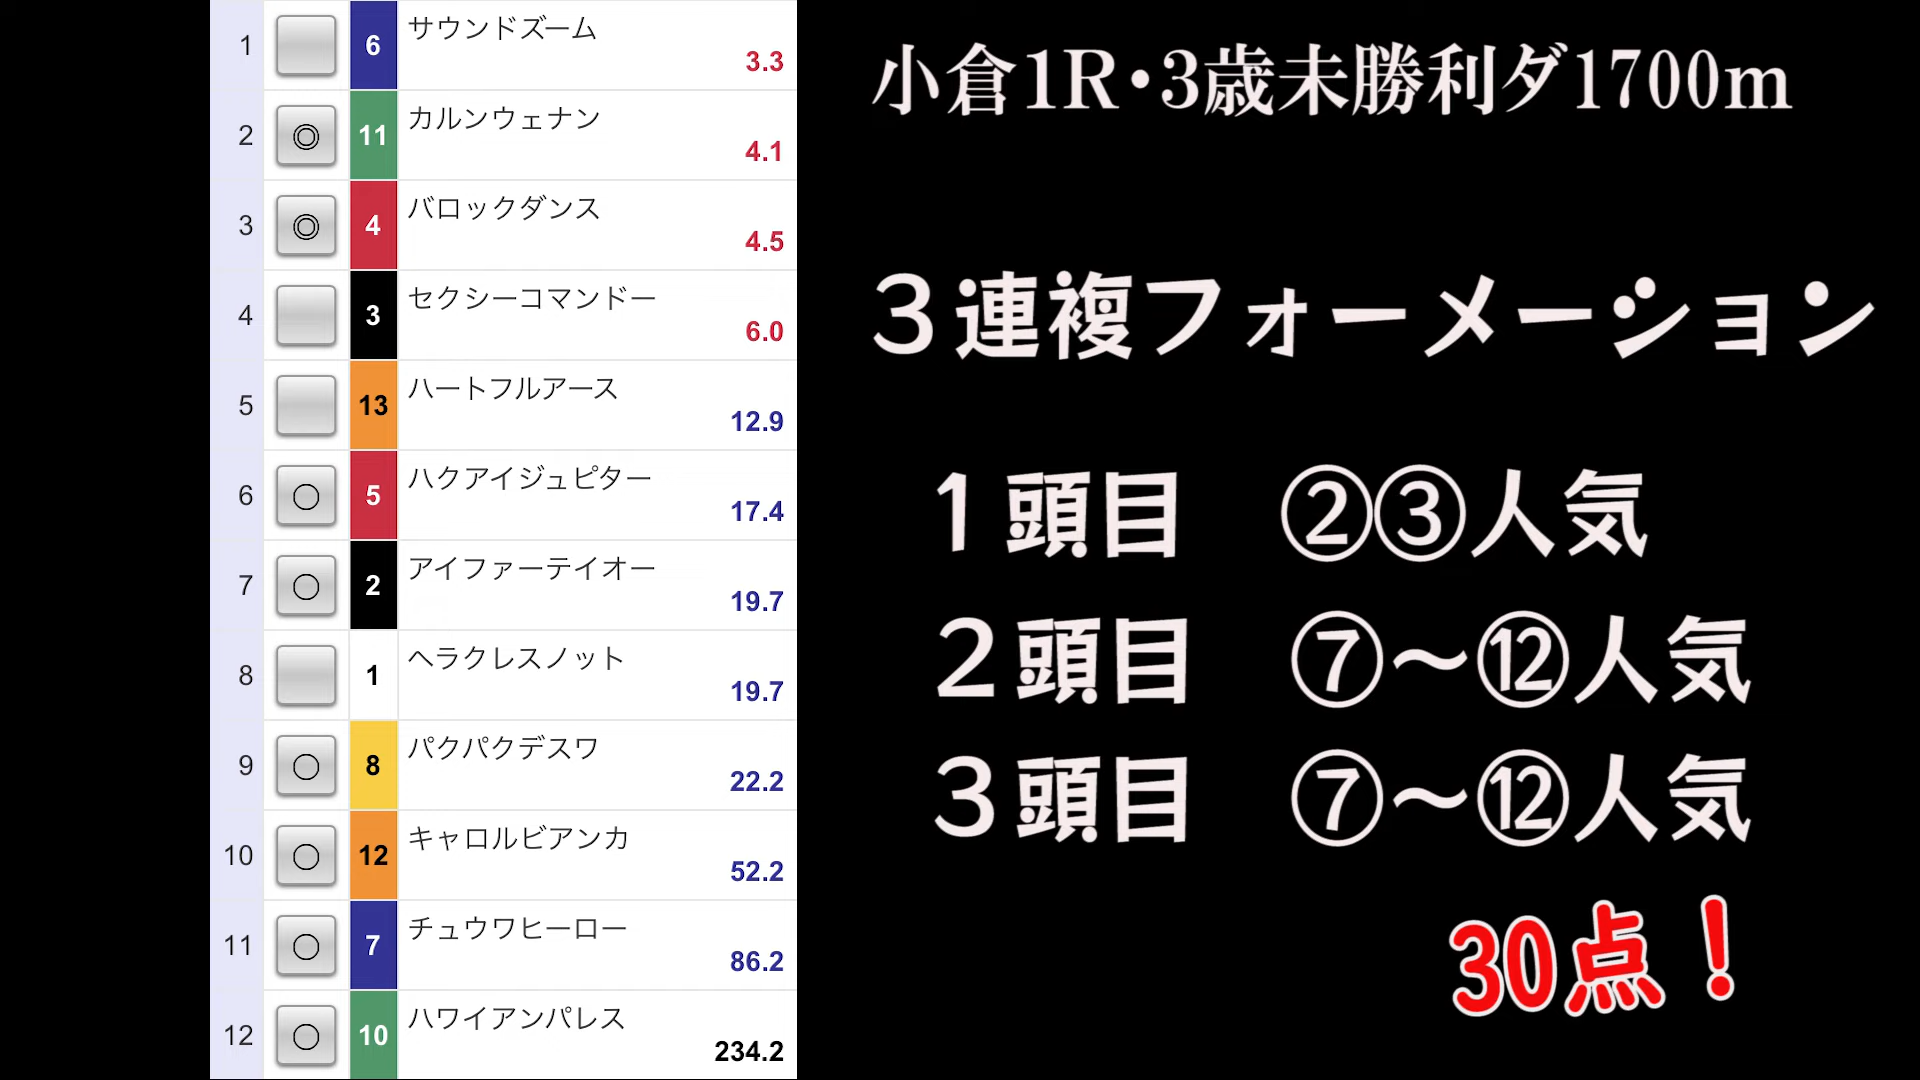 1 6 サウンドズーム 3.3
2 ◎ 11 カルンウェナン 4.1
3 ◎ 4 バロックダンス 4.5
4 3 セクシーコマンドー 6.0
5 13 ハートフルアース 12.9
6 ○ 5 ハクアイジュピター 17.4
7 ○ 2 アイファーテイオー 19.7
8 1 ヘラクレスノット 19.7
9 ○ 8 パクパクデスワ 22.2
10 ○ 12 キャロルビアンカ 52.2
11 ○ 7 チュウワヒーロー 86.2
12 ○ 10 ハワイアンパレス 234.2
小倉1R・3歳未勝利ダ1700m
3連複フォーメーション
1頭目 ②③人気
2頭目 ⑦〜⑫人気
3頭目 ⑦〜⑫人気
30点！